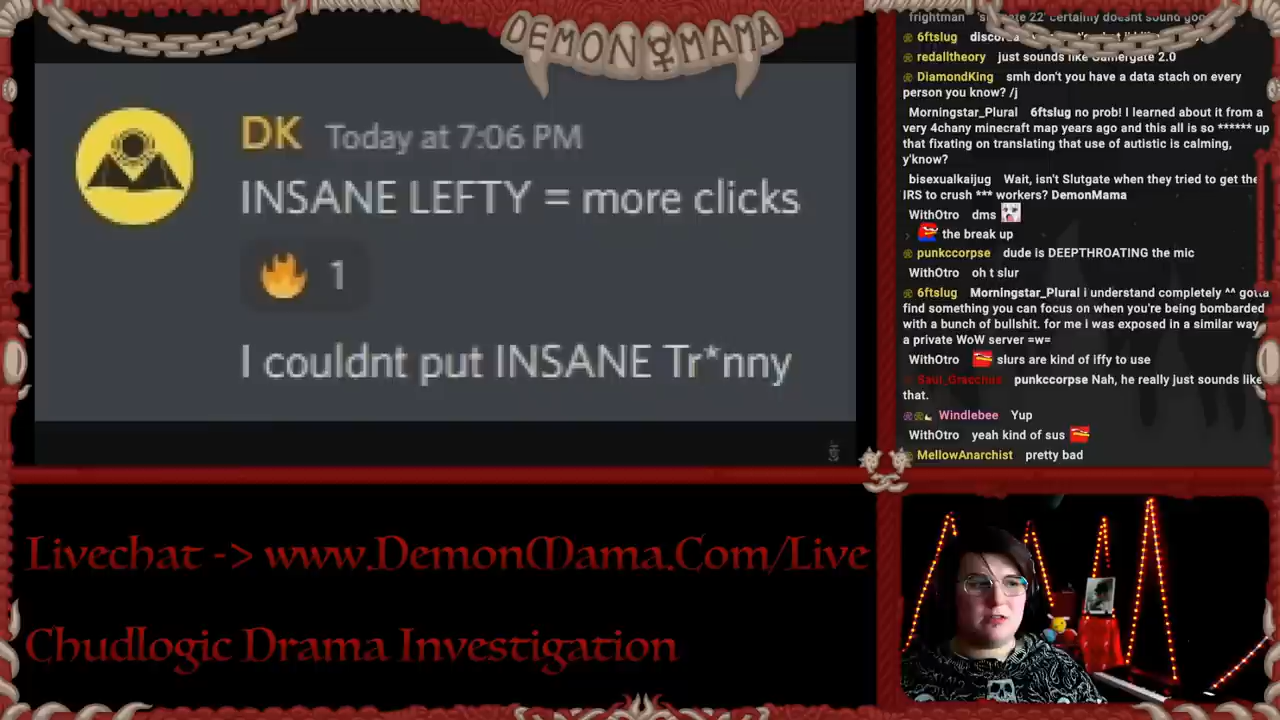 DEMON MAMA
DK Today at 7:06 PM
INSANE LEFTY = more clicks
1
I couldnt put INSANE Tr*nny
frightman
6ftslug
redalltheory just sounds like Gamergate 2.0
DiamondKing smh don't you have a data stach on every
person you know? /j
Morningstar_Plural 6ftslug no prob! I learned about it from a
very 4chany minecraft map years ago and this all is so ****** up
that fixating on translating that use of autistic is calming,
y'know?
bisexualkaijug Wait, isn't Slutgate when they tried to get the
IRS to crush *** workers? DemonMama
WithOtro dms
the break up
punkccorpse dude is DEEPTHROATING the mic
WithOtro oh t slur
6ftslug Morningstar_Plural i understand completely ^^ gotta
find something you can focus on when you're being bombarded
with a bunch of bullshit. for me i was exposed in a similar way
a private WoW server =w=
WithOtro slurs are kind of iffy to use
Saul_Gracchus punkccorpse Nah, he really just sounds like
that.
Windlebee Yup
WithOtro yeah kind of sus
MellowAnarchist pretty bad
Livechat -> www.DemonMama.Com/Live
Chudlogic Drama Investigation